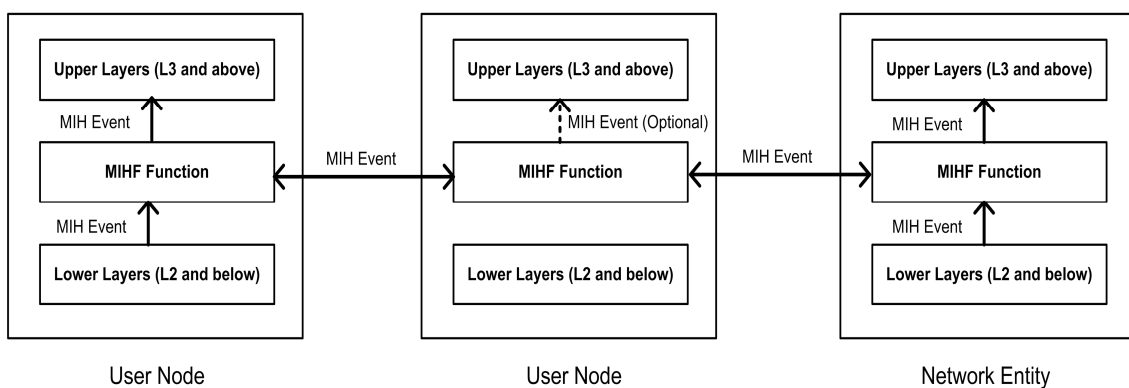 Upper Layers (L3 and above)
MIH Event
MIHF Function
MIH Event
Lower Layers (L2 and below)
User Node
MIH Event
Upper Layers (L3 and above)
MIH Event (Optional)
MIHF Function
Lower Layers (L2 and below)
User Node
MIH Event
Upper Layers (L3 and above)
MIH Event
MIHF Function
MIH Event
Lower Layers (L2 and below)
Network Entity